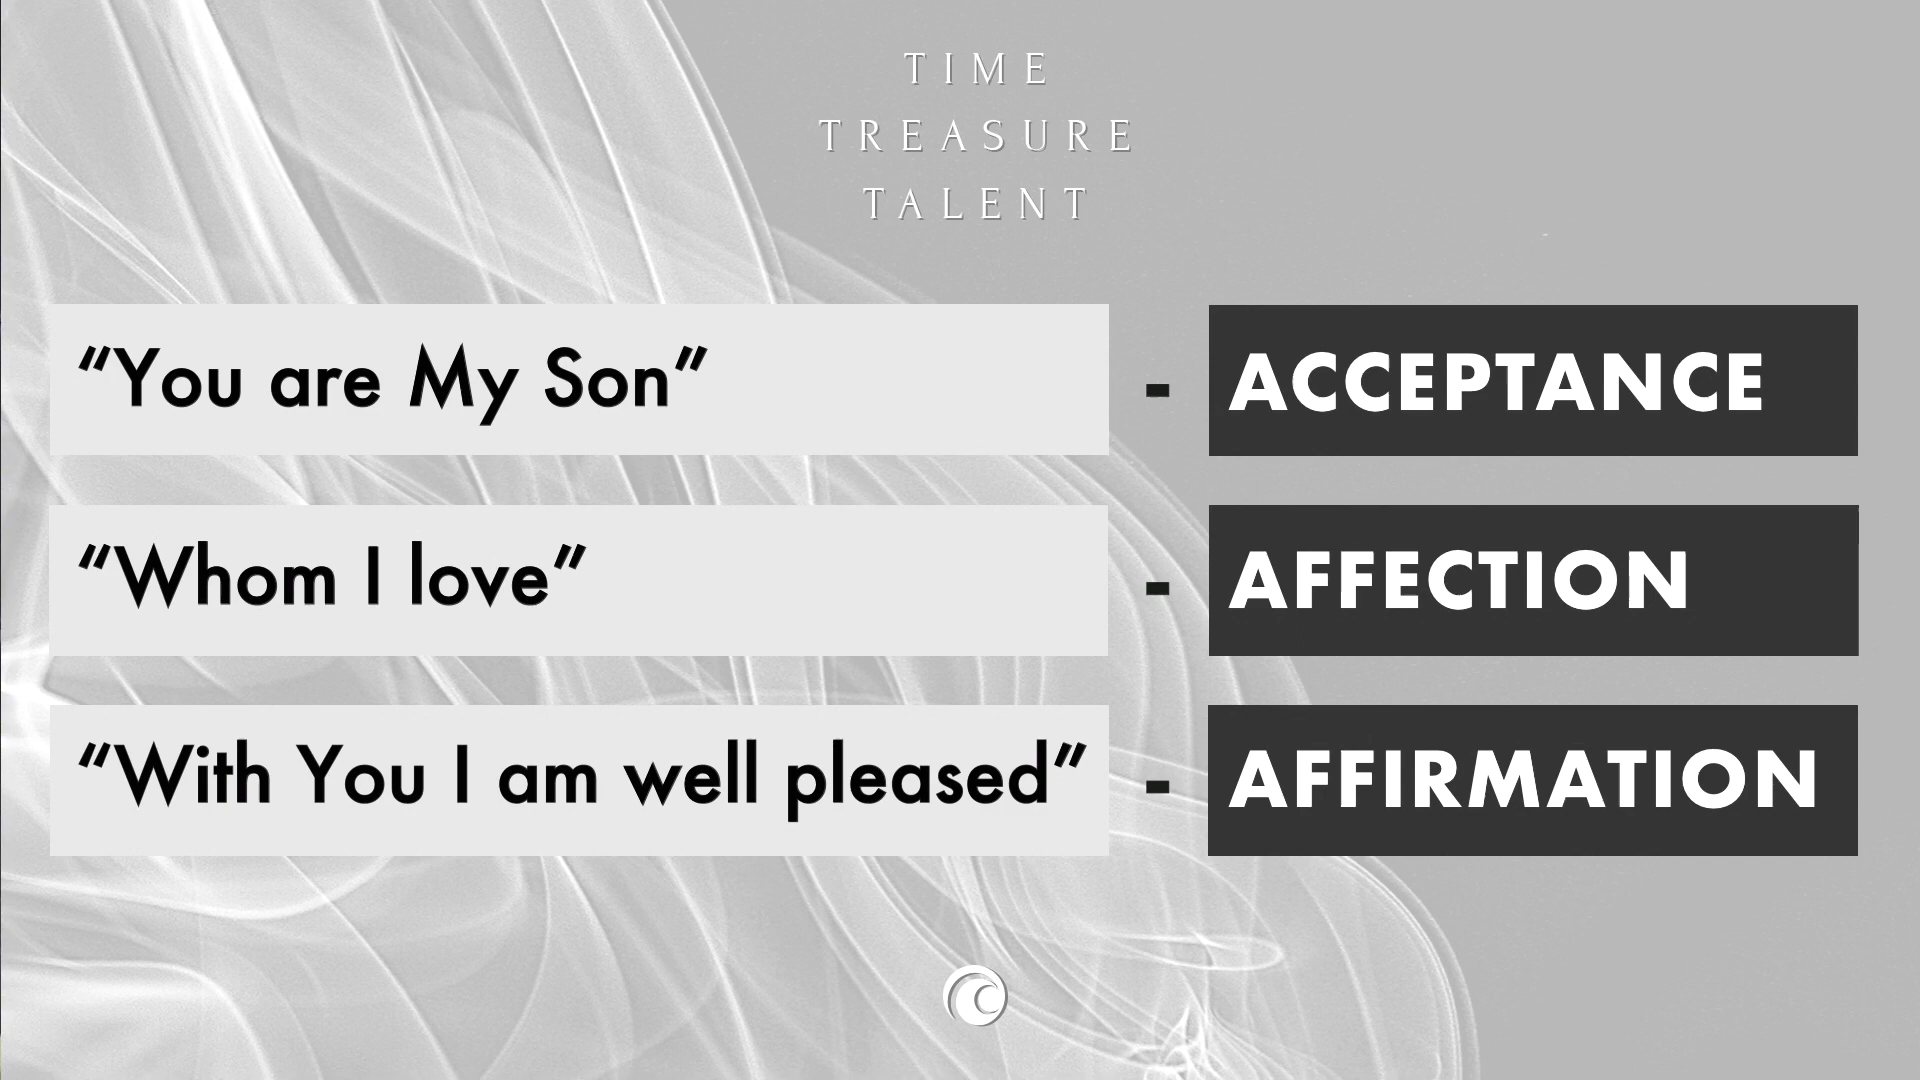 TIME
TREASURE
TALENT
“You are My Son” - ACCEPTANCE
“Whom I love” - AFFECTION
“With You I am well pleased” - AFFIRMATION